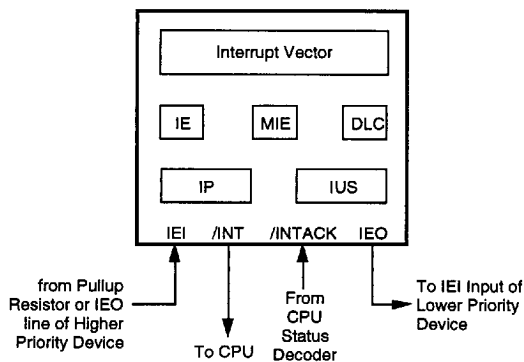 Interrupt Vector
IE MIE DLC
IP IUS
IEI /INT /INTACK IEO
from Pullup
Resistor or IEO
line of Higher
Priority Device
To CPU
From
CPU
Status
Decoder
To IEI Input of
Lower Priority
Device